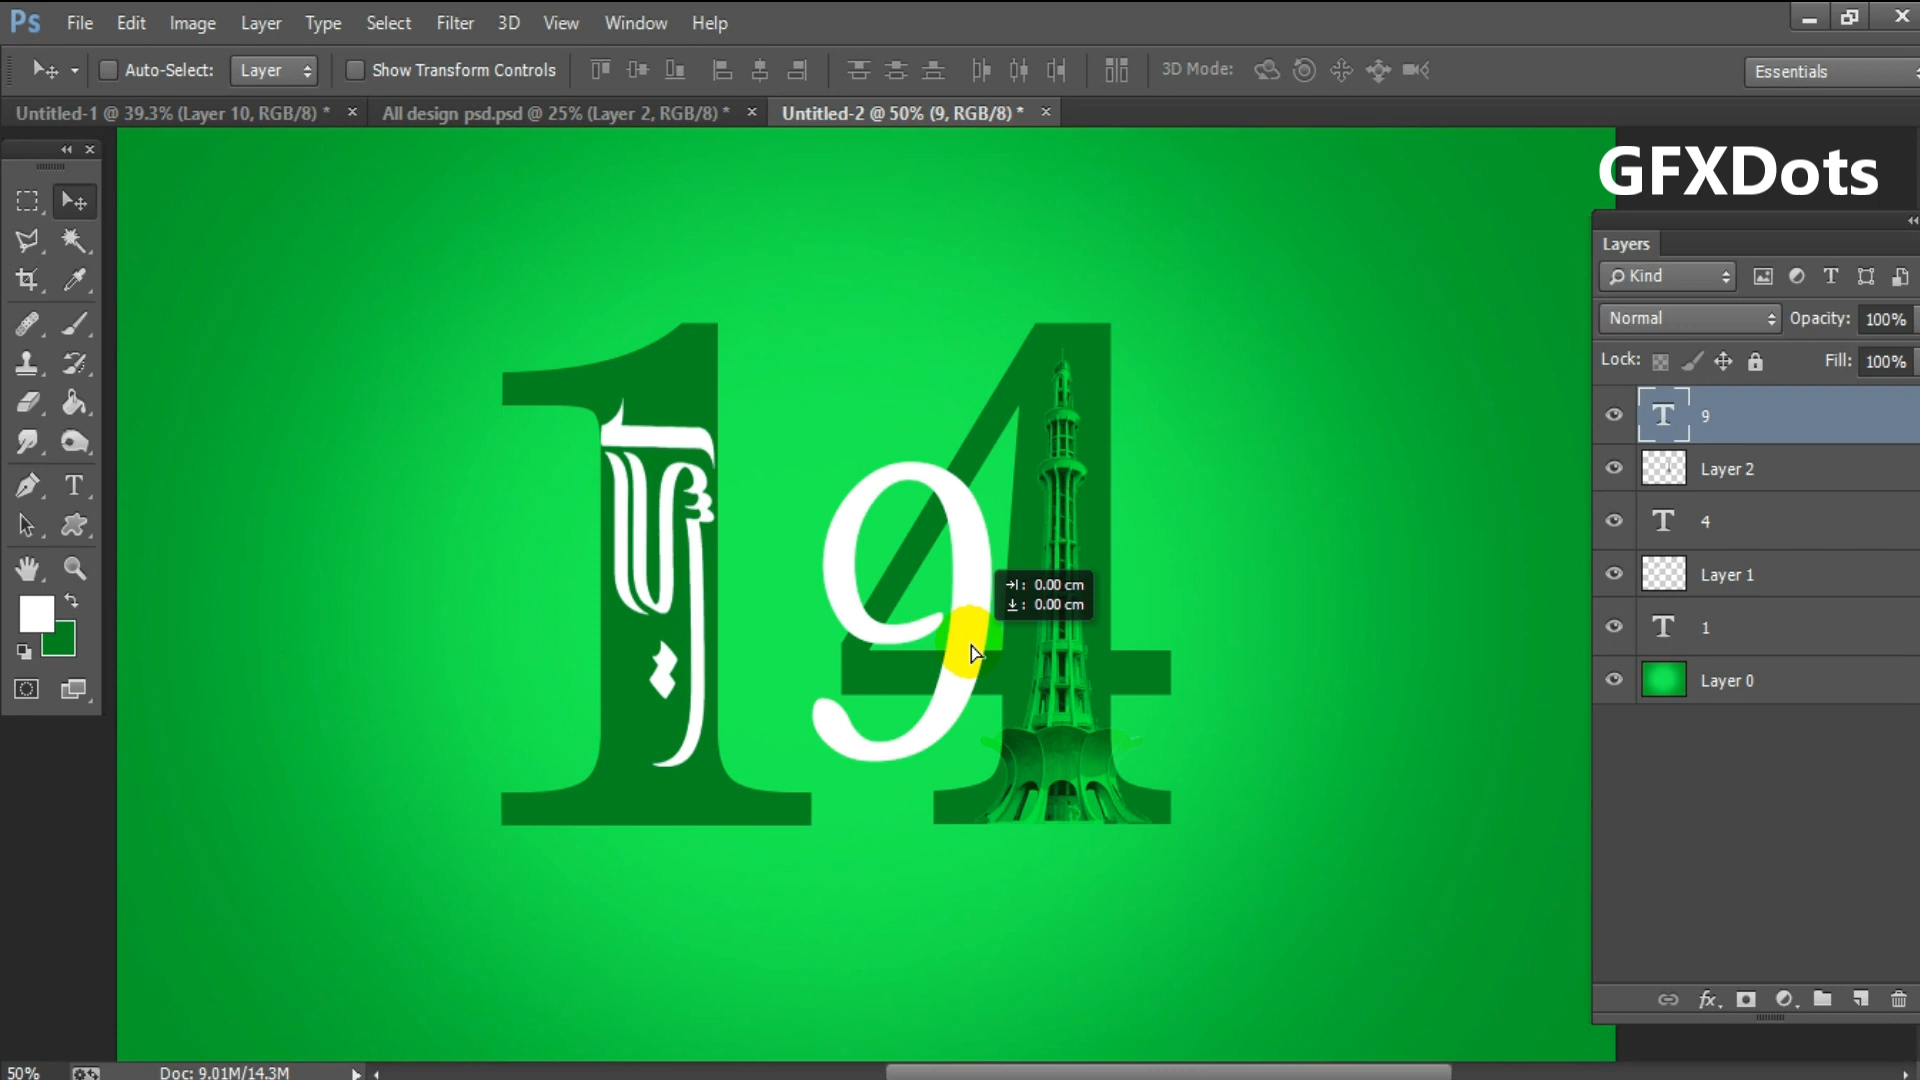 Ps File Edit Image Layer Type Select Filter 3D View Window Help
Auto-Select: Layer Show Transform Controls 3D Mode: Essentials
Untitled-1 @ 39.3% (Layer 10, RGB/8) * × All design psd.psd @ 25% (Layer 2, RGB/8) * × Untitled-2 @ 50% (9, RGB/8) * ×
GFXDots
Layers
Kind
Normal Opacity: 100%
Lock: Fill: 100%
T 9
Layer 2
T 4
Layer 1
T 1
Layer 0
14
9
0.00 cm
0.00 cm
50% Doc: 9.01M/14.3M